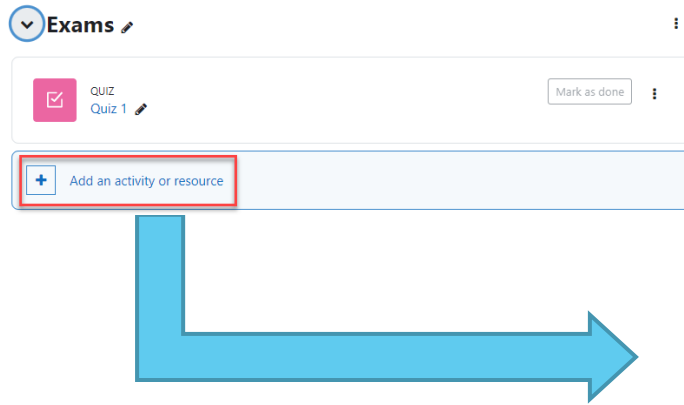 Exams
QUIZ
Quiz 1
Mark as done
Add an activity or resource